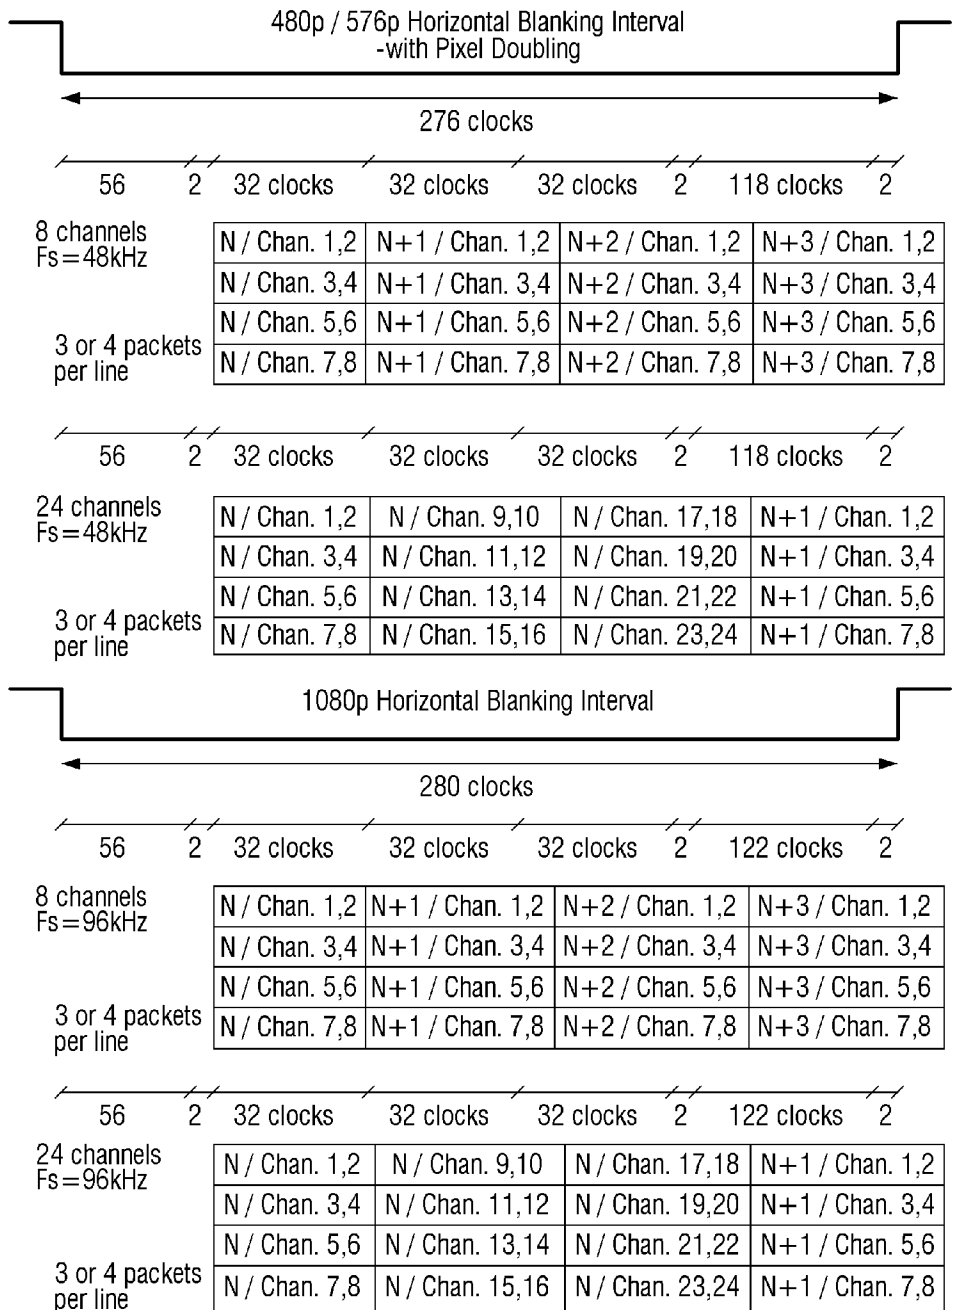 480p / 576p Horizontal Blanking Interval
-with Pixel Doubling
276 clocks
56 2 32 clocks 32 clocks 32 clocks 2 118 clocks 2
8 channels
Fs=48kHz
3 or 4 packets
per line
N / Chan. 1,2 N+1 / Chan. 1,2 N+2 / Chan. 1,2 N+3 / Chan. 1,2
N / Chan. 3,4 N+1 / Chan. 3,4 N+2 / Chan. 3,4 N+3 / Chan. 3,4
N / Chan. 5,6 N+1 / Chan. 5,6 N+2 / Chan. 5,6 N+3 / Chan. 5,6
N / Chan. 7,8 N+1 / Chan. 7,8 N+2 / Chan. 7,8 N+3 / Chan. 7,8
56 2 32 clocks 32 clocks 32 clocks 2 118 clocks 2
24 channels
Fs=48kHz
3 or 4 packets
per line
N / Chan. 1,2 N / Chan. 9,10 N / Chan. 17,18 N+1 / Chan. 1,2
N / Chan. 3,4 N / Chan. 11,12 N / Chan. 19,20 N+1 / Chan. 3,4
N / Chan. 5,6 N / Chan. 13,14 N / Chan. 21,22 N+1 / Chan. 5,6
N / Chan. 7,8 N / Chan. 15,16 N / Chan. 23,24 N+1 / Chan. 7,8
1080p Horizontal Blanking Interval
280 clocks
56 2 32 clocks 32 clocks 32 clocks 2 122 clocks 2
8 channels
Fs=96kHz
3 or 4 packets
per line
N / Chan. 1,2 N+1 / Chan. 1,2 N+2 / Chan. 1,2 N+3 / Chan. 1,2
N / Chan. 3,4 N+1 / Chan. 3,4 N+2 / Chan. 3,4 N+3 / Chan. 3,4
N / Chan. 5,6 N+1 / Chan. 5,6 N+2 / Chan. 5,6 N+3 / Chan. 5,6
N / Chan. 7,8 N+1 / Chan. 7,8 N+2 / Chan. 7,8 N+3 / Chan. 7,8
56 2 32 clocks 32 clocks 32 clocks 2 122 clocks 2
24 channels
Fs=96kHz
3 or 4 packets
per line
N / Chan. 1,2 N / Chan. 9,10 N / Chan. 17,18 N+1 / Chan. 1,2
N / Chan. 3,4 N / Chan. 11,12 N / Chan. 19,20 N+1 / Chan. 3,4
N / Chan. 5,6 N / Chan. 13,14 N / Chan. 21,22 N+1 / Chan. 5,6
N / Chan. 7,8 N / Chan. 15,16 N / Chan. 23,24 N+1 / Chan. 7,8